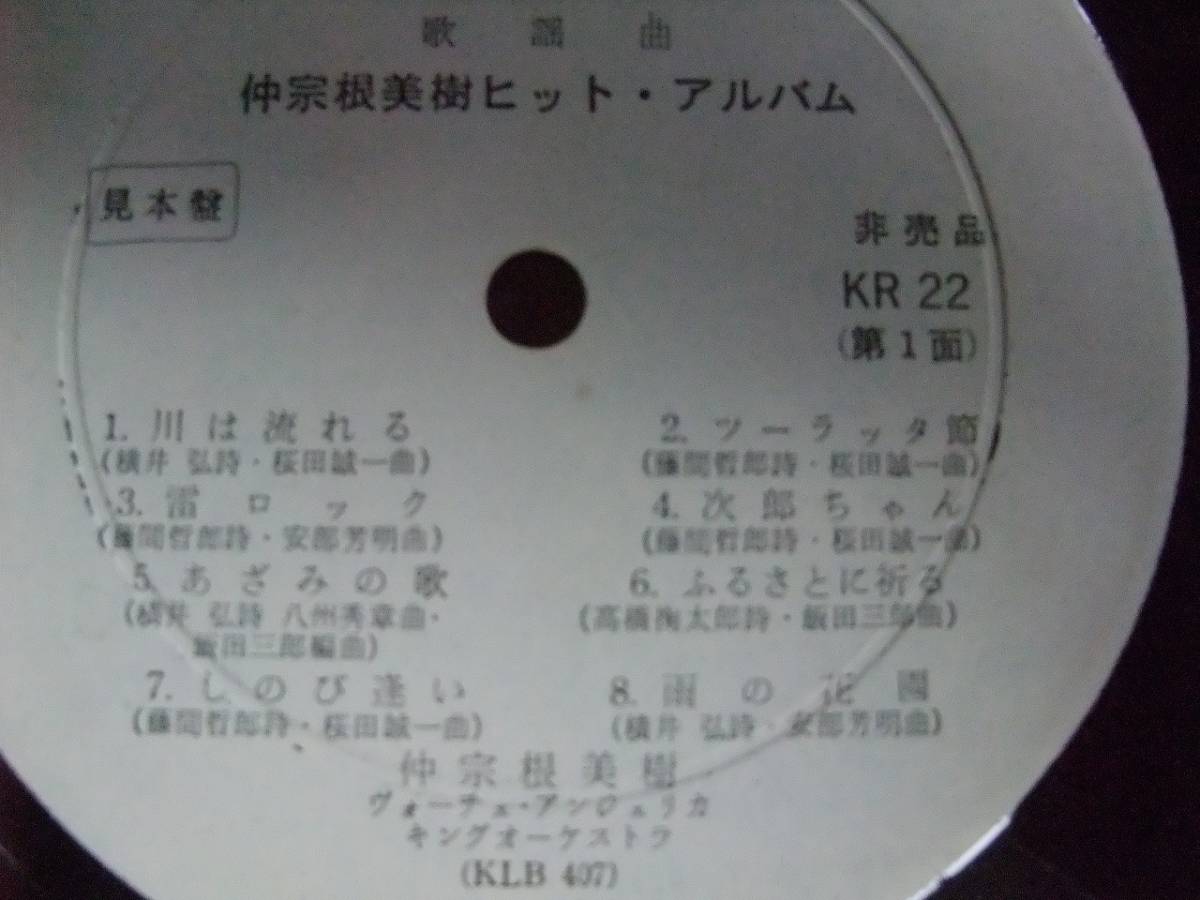 歌謡曲
仲宗根美樹ヒット・アルバム
見本盤
非売品
KR 22
(第1面)
1. 川は流れる
(横井 弘詩・桜田誠一曲)
2. ツーラッタ節
(藤間哲郎詩・桜田誠一曲)
3. 雷ロック
(藤間哲郎詩・安部芳明曲)
4. 次郎ちゃん
(藤間哲郎詩・桜田誠一曲)
5. あざみの歌
(横井 弘詩 八州秀章曲・
飯田三郎編曲)
6. ふるさとに祈る
(高橋掬太郎詩・飯田三郎曲)
7. しのび逢い
(藤間哲郎詩・桜田誠一曲)
8. 雨の花園
(横井 弘詩・安部芳明曲)
仲宗根美樹
ヴォーチェ・アンジェリカ
キングオーケストラ
(KLB 407)